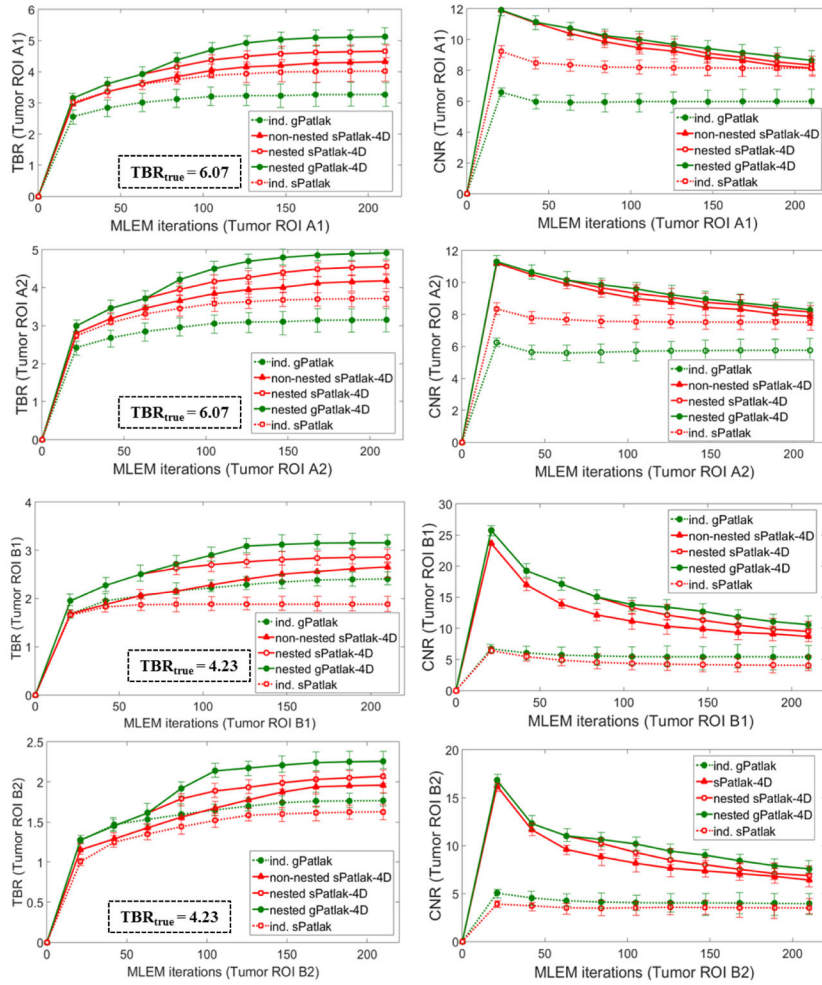 6
5
4
3
2
1
0
TBR (Tumor ROI A1)
ind. gPatlak
non-nested sPatlak-4D
nested sPatlak-4D
nested gPatlak-4D
ind. sPatlak
TBRtrue = 6.07
0 50 100 150 200
MLEM iterations (Tumor ROI A1)
12
10
8
6
4
2
0
CNR (Tumor ROI A1)
ind. gPatlak
non-nested sPatlak-4D
nested sPatlak-4D
nested gPatlak-4D
ind. sPatlak
0 50 100 150 200
MLEM iterations (Tumor ROI A1)
5
4
3
2
1
0
TBR (Tumor ROI A2)
ind. gPatlak
non-nested sPatlak-4D
nested sPatlak-4D
nested gPatlak-4D
ind. sPatlak
TBRtrue = 6.07
0 50 100 150 200
MLEM iterations (Tumor ROI A2)
12
10
8
6
4
2
0
CNR (Tumor ROI A2)
ind. gPatlak
non-nested sPatlak-4D
nested sPatlak-4D
nested gPatlak-4D
ind. sPatlak
0 50 100 150 200
MLEM iterations (Tumor ROI A2)
4
3
2
1
0
TBR (Tumor ROI B1)
ind. gPatlak
non-nested sPatlak-4D
nested sPatlak-4D
nested gPatlak-4D
ind. sPatlak
TBRtrue = 4.23
0 50 100 150 200
MLEM iterations (Tumor ROI B1)
30
25
20
15
10
5
0
CNR (Tumor ROI B1)
ind. gPatlak
non-nested sPatlak-4D
nested sPatlak-4D
nested gPatlak-4D
ind. sPatlak
0 50 100 150 200
MLEM iterations (Tumor ROI B1)
2.5
2
1.5
1
0.5
0
TBR (Tumor ROI B2)
ind. gPatlak
non-nested sPatlak-4D
nested sPatlak-4D
nested gPatlak-4D
ind. sPatlak
TBRtrue = 4.23
0 50 100 150 200
MLEM iterations (Tumor ROI B2)
20
15
10
5
0
CNR (Tumor ROI B2)
ind. gPatlak
sPatlak-4D
nested sPatlak-4D
nested gPatlak-4D
ind. sPatlak
0 50 100 150 200
MLEM iterations (Tumor ROI B2)